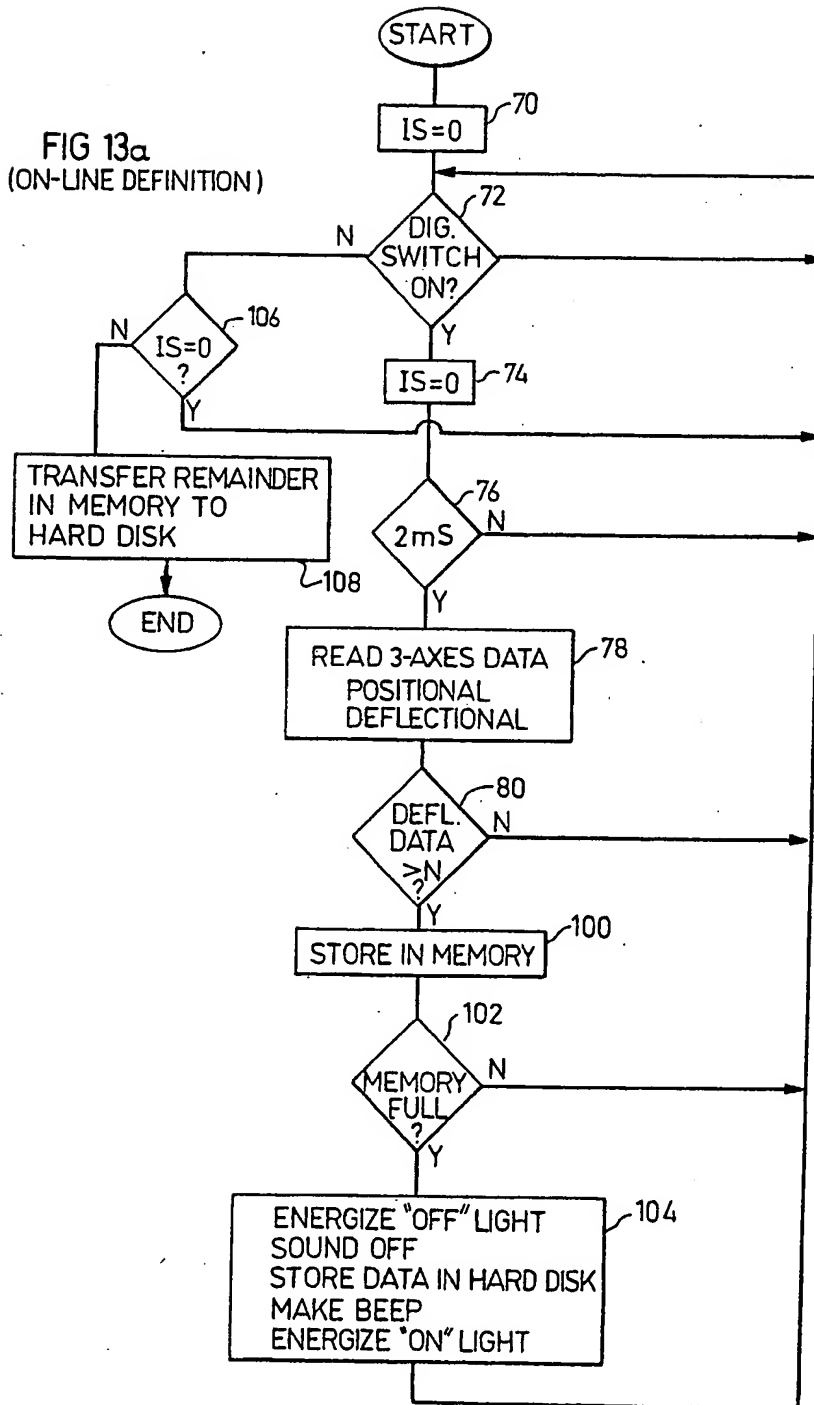 START
70
IS=0
FIG 13a
(ON-LINE DEFINITION)
72
N
DIG.
SWITCH
ON?
Y
106
N
IS=0
?
Y
74
IS=0
TRANSFER REMAINDER
IN MEMORY TO
HARD DISK
108
END
76
2mS
N
Y
78
READ 3-AXES DATA
POSITIONAL
DEFLECTIONAL
80
DEFL.
DATA
>N
?
N
Y
100
STORE IN MEMORY
102
MEMORY
FULL
?
N
Y
104
ENERGIZE "OFF" LIGHT
SOUND OFF
STORE DATA IN HARD DISK
MAKE BEEP
ENERGIZE "ON" LIGHT